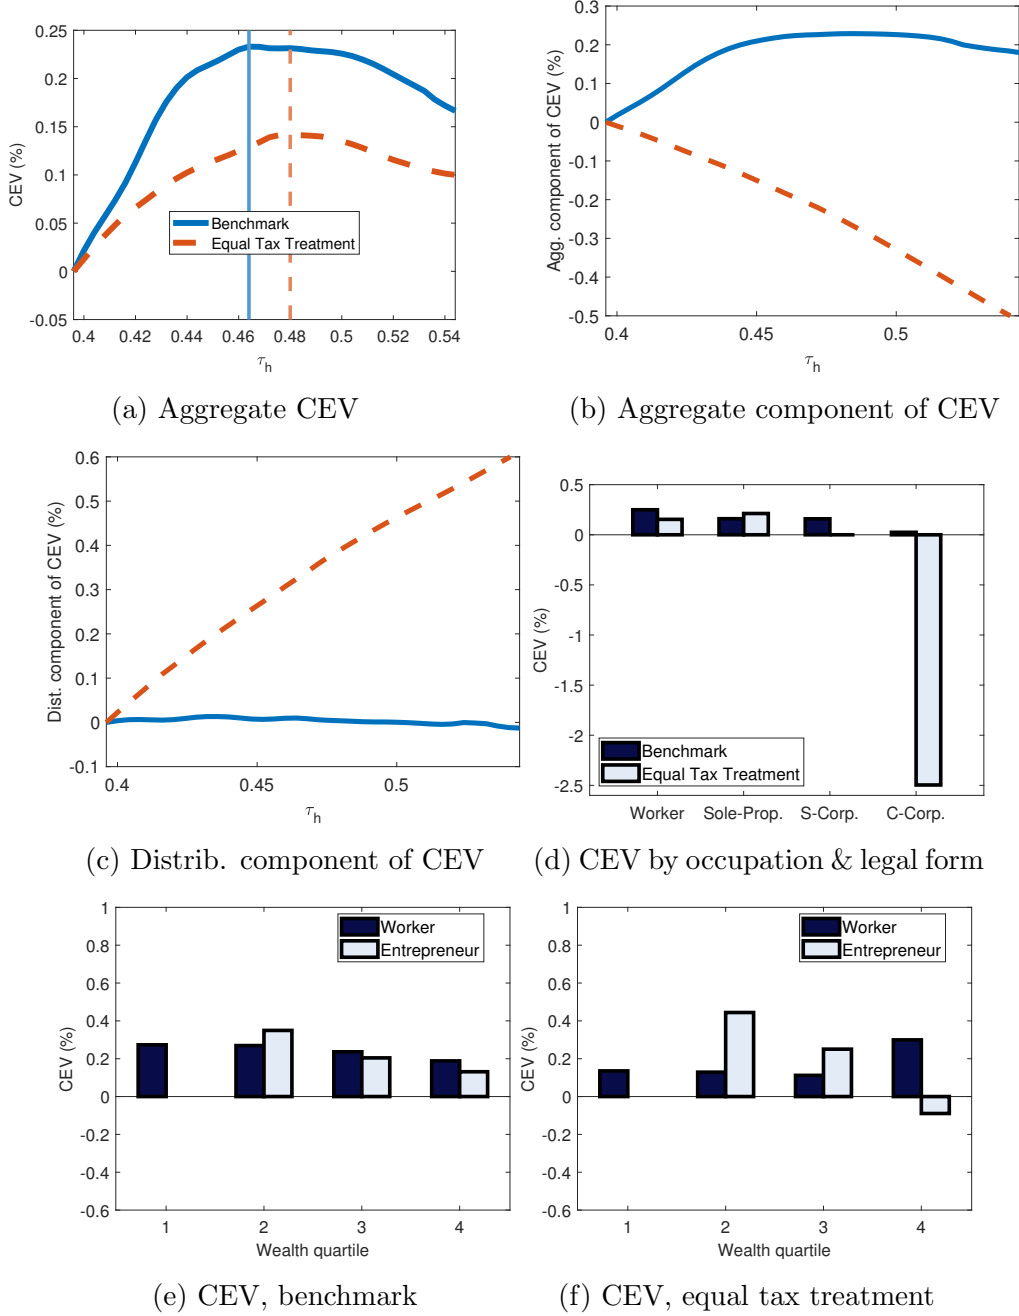 0.25
0.2
0.15
0.1
0.05
0
-0.05
CEV (%)
Benchmark
Equal Tax Treatment
0.4 0.42 0.44 0.46 0.48 0.5 0.52 0.54
τh
(a) Aggregate CEV
0.4
0.3
0.2
0.1
0
-0.1
-0.2
-0.3
-0.4
-0.5
Agg. component of CEV (%)
0.4 0.45 0.5
τh
(b) Aggregate component of CEV
0.6
0.5
0.4
0.3
0.2
0.1
0
-0.1
Dist. component of CEV (%)
0.4 0.45 0.5
τh
(c) Distrib. component of CEV
0.5
0
-0.5
-1
-1.5
-2
-2.5
CEV (%)
Benchmark
Equal Tax Treatment
Worker Sole-Prop. S-Corp. C-Corp.
(d) CEV by occupation & legal form
1
0.8
0.6
0.4
0.2
0
-0.2
-0.4
-0.6
CEV (%)
Worker
Entrepreneur
1 2 3 4
Wealth quartile
(e) CEV, benchmark
1
0.8
0.6
0.4
0.2
0
-0.2
-0.4
-0.6
CEV (%)
Worker
Entrepreneur
1 2 3 4
Wealth quartile
(f) CEV, equal tax treatment